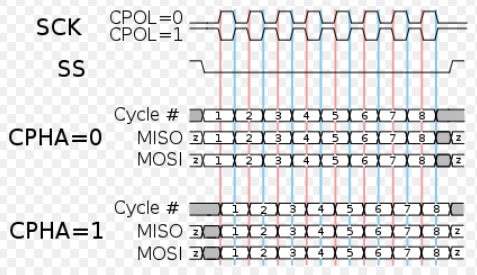 SCK CPOL=0
CPOL=1
SS
Cycle # 1 2 3 4 5 6 7 8
CPHA=0 MISO z 1 2 3 4 5 6 7 8 z
MOSI z 1 2 3 4 5 6 7 8 z
Cycle # 1 2 3 4 5 6 7 8
CPHA=1 MISO z 1 2 3 4 5 6 7 8 z
MOSI z 1 2 3 4 5 6 7 8 z